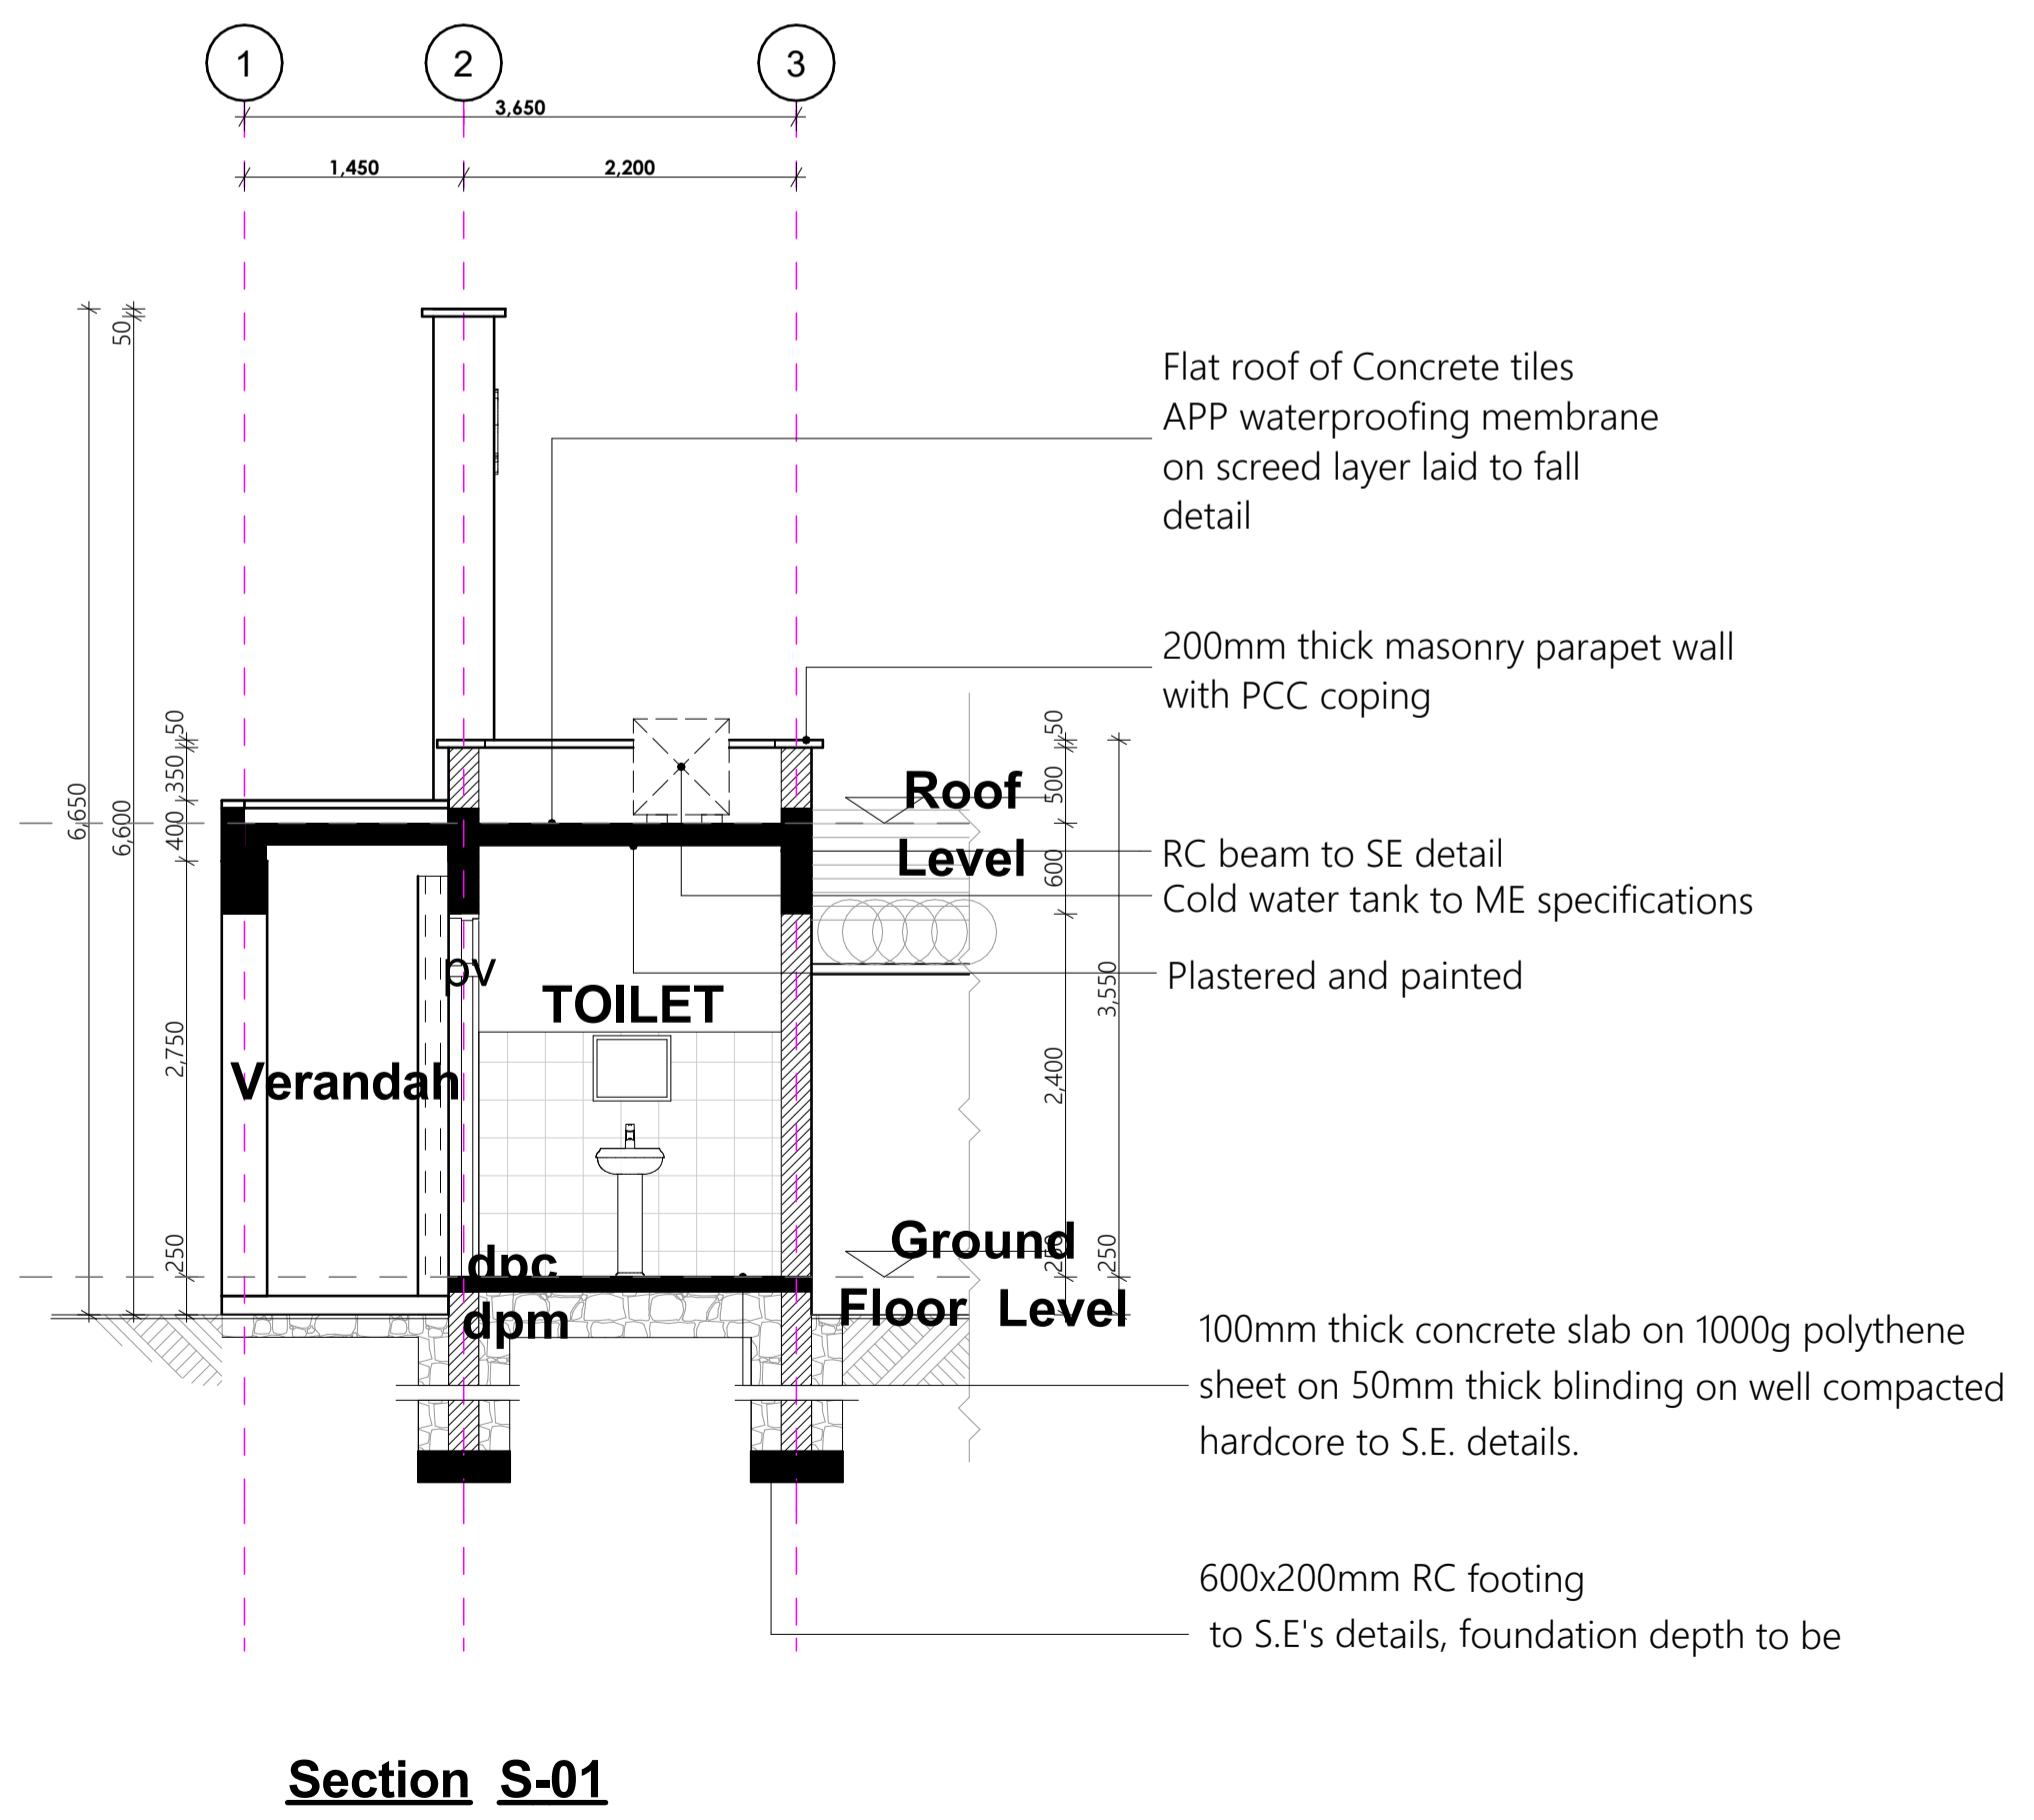 1
2
3
3,650
1,450
2,200
50
6,650
6,600
50
350
400
2,750
250
Flat roof of Concrete tiles
APP waterproofing membrane
on screed layer laid to fall
detail
200mm thick masonry parapet wall
with PCC coping
50
500
600
2,400
250
3,550
250
Roof
Level
RC beam to SE detail
Cold water tank to ME specifications
Plastered and painted
pv
TOILET
Verandah
dpc
dpm
Ground
Floor Level
100mm thick concrete slab on 1000g polythene
sheet on 50mm thick blinding on well compacted
hardcore to S.E. details.
600x200mm RC footing
to S.E's details, foundation depth to be
Section S-01